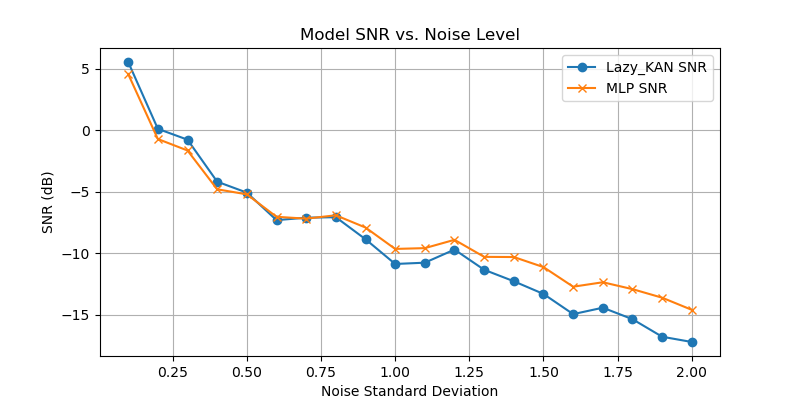 Model SNR vs. Noise Level
Lazy_KAN SNR
MLP SNR
SNR (dB)
5
0
−5
−10
−15
0.25 0.50 0.75 1.00 1.25 1.50 1.75 2.00
Noise Standard Deviation